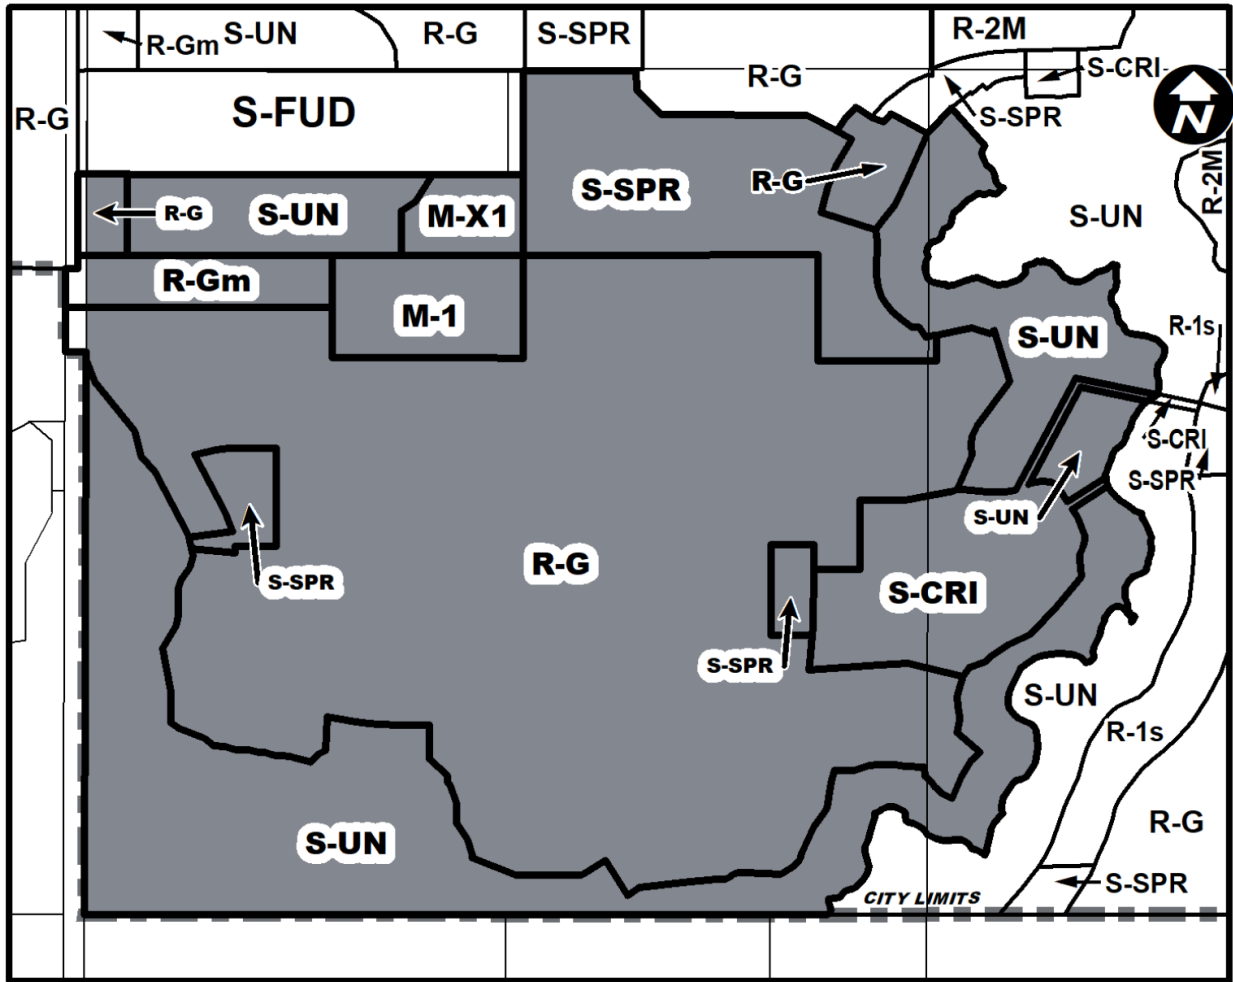 R-Gm
S-UN
R-G
S-SPR
R-2M
S-CRI
R-G
S-SPR
R-G
S-FUD
N
R-2M
R-G
S-SPR
R-G
S-UN
M-X1
S-UN
R-Gm
M-1
S-UN
R-1s
S-CRI
S-SPR
S-UN
R-G
S-SPR
S-CRI
S-SPR
S-UN
R-1s
R-G
S-UN
S-SPR
CITY LIMITS